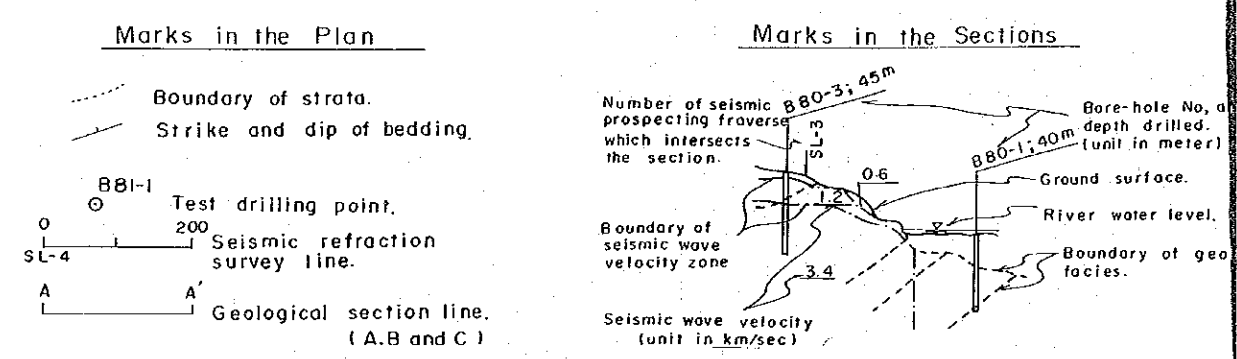 Marks in the Plan
Boundary of strata.
Strike and dip of bedding.
B81-1
Test drilling point.
0 200
SL-4
Seismic refraction
survey line.
A A'
Geological section line.
(A.B and C)
Marks in the Sections
Number of seismic
prospecting fraverse
which intersects
the section.
B80-3; 45m
SL-3
Bore-hole No, a
depth drilled.
(unit in meter)
B80-1; 40m
0.6
1.2
Ground surface.
River water level.
Boundary of
seismic wave
velocity zone
3.4
Boundary of geo
facies.
Seismic wave velocity
(unit in km/sec)